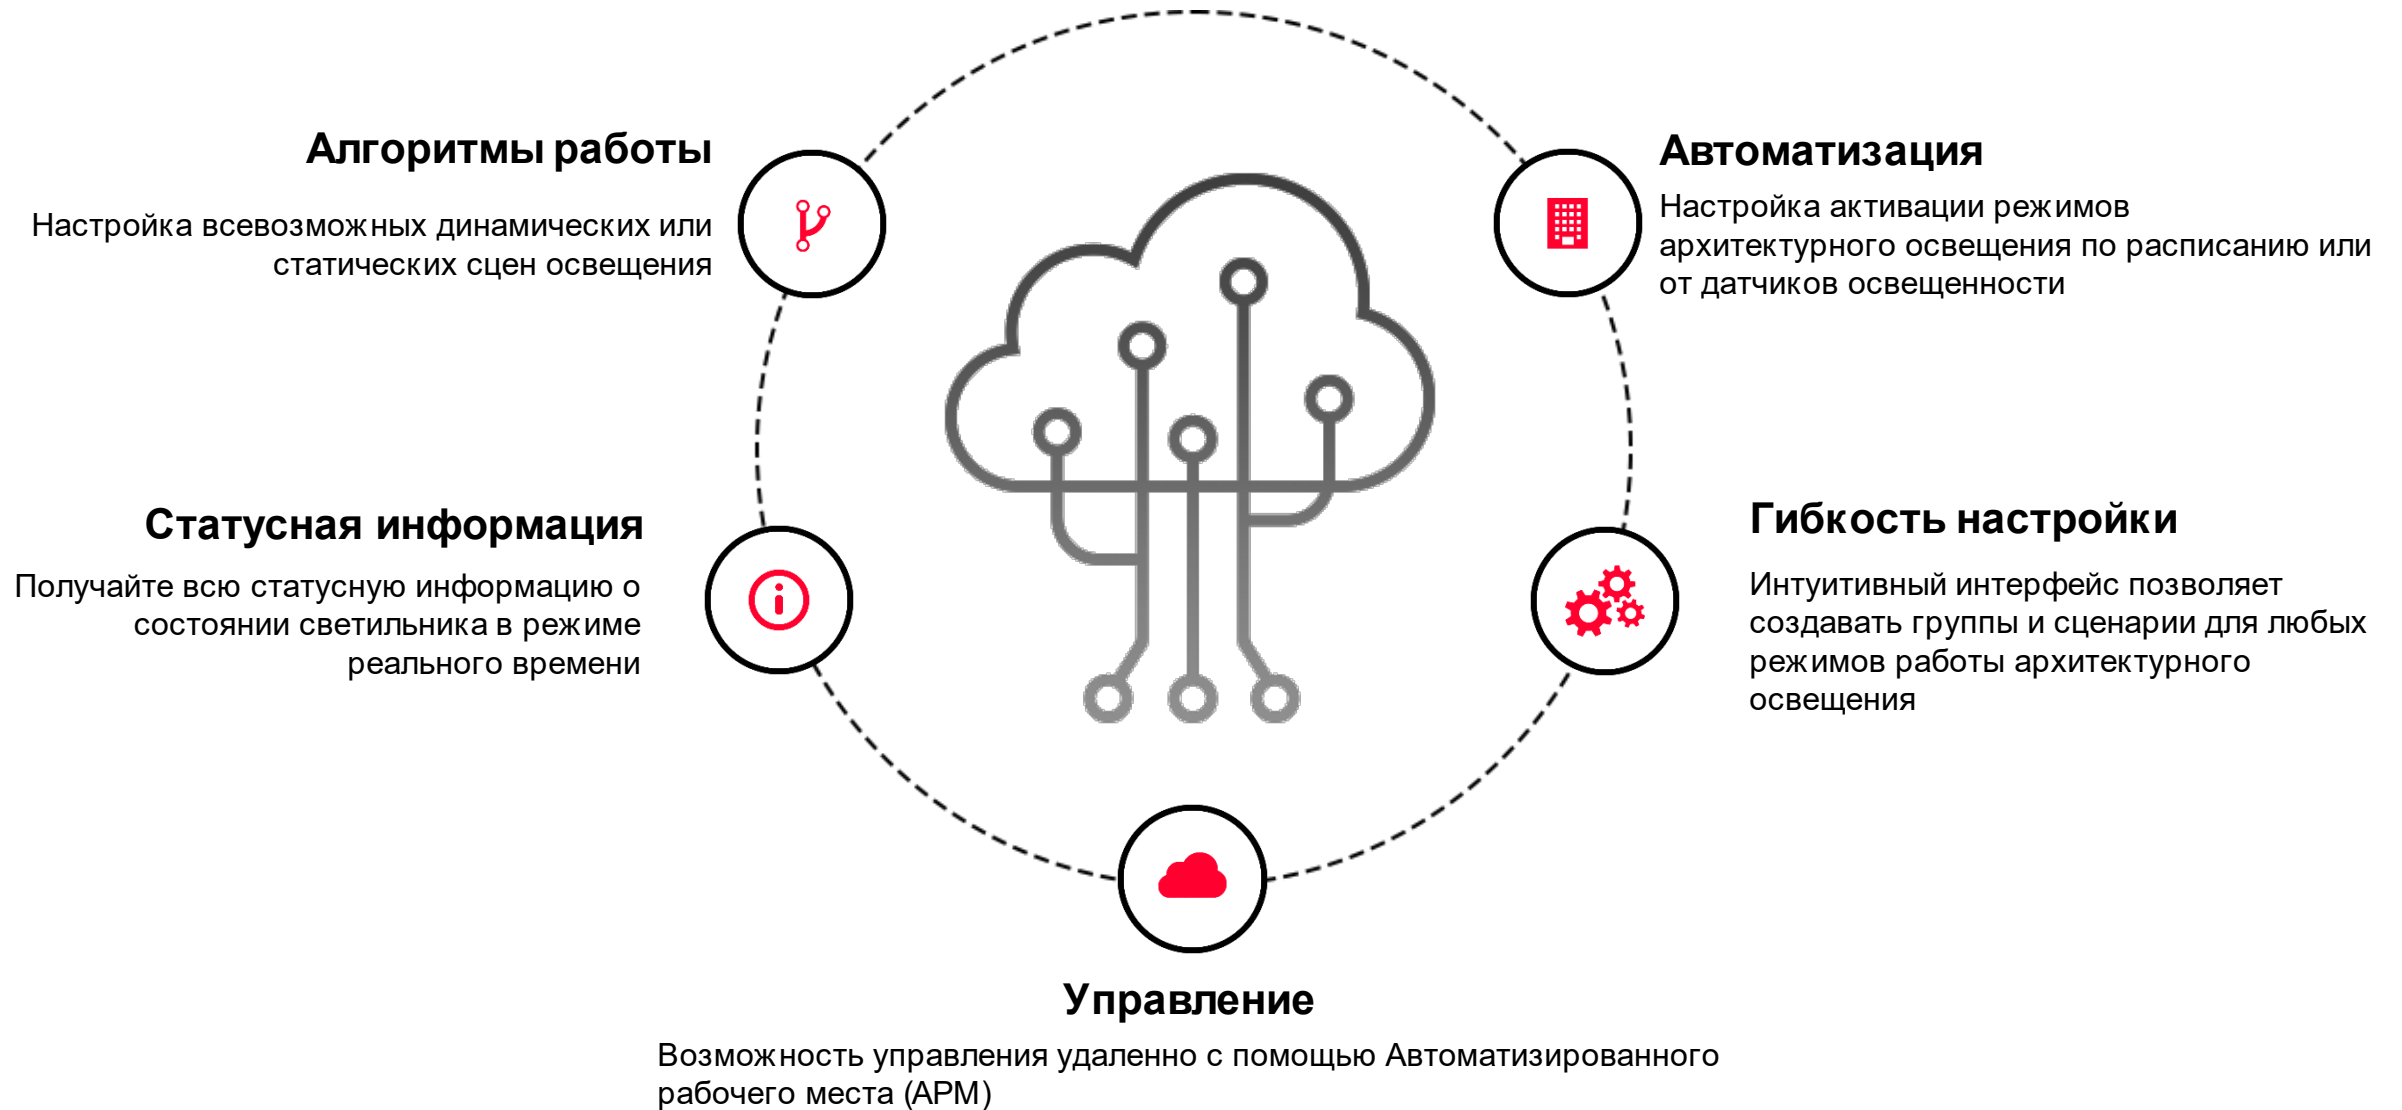 Алгоритмы работы
Настройка всевозможных динамических или
статических сцен освещения
Автоматизация
Настройка активации режимов
архитектурного освещения по расписанию или
от датчиков освещенности
Статусная информация
Получайте всю статусную информацию о
состоянии светильника в режиме
реального времени
Гибкость настройки
Интуитивный интерфейс позволяет
создавать группы и сценарии для любых
режимов работы архитектурного
освещения
Управление
Возможность управления удаленно с помощью Автоматизированного
рабочего места (АРМ)